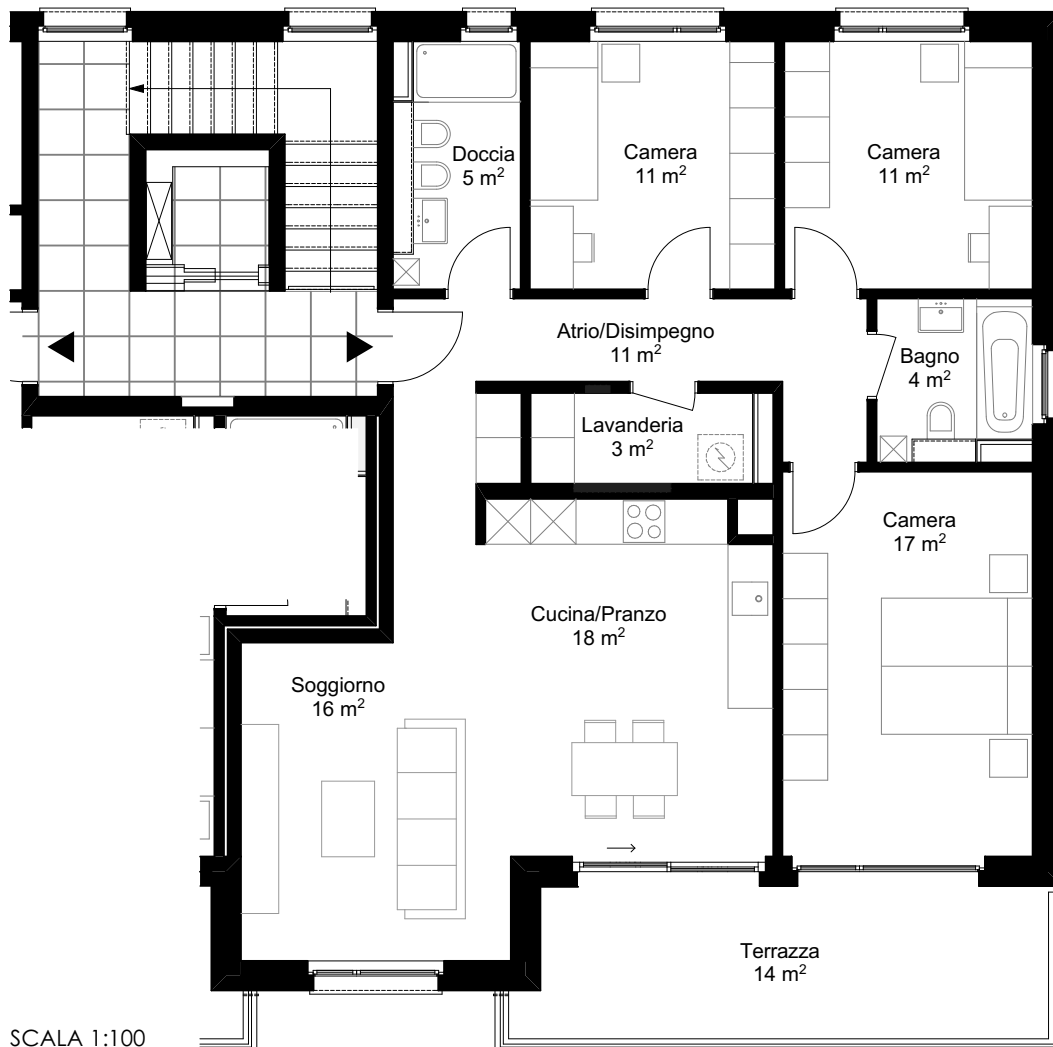 Doccia
5 m²
Camera
11 m²
Camera
11 m²
Atrio/Disimpegno
11 m²
Bagno
4 m²
Lavanderia
3 m²
Camera
17 m²
Cucina/Pranzo
18 m²
Soggiorno
16 m²
Terrazza
14 m²
SCALA 1:100